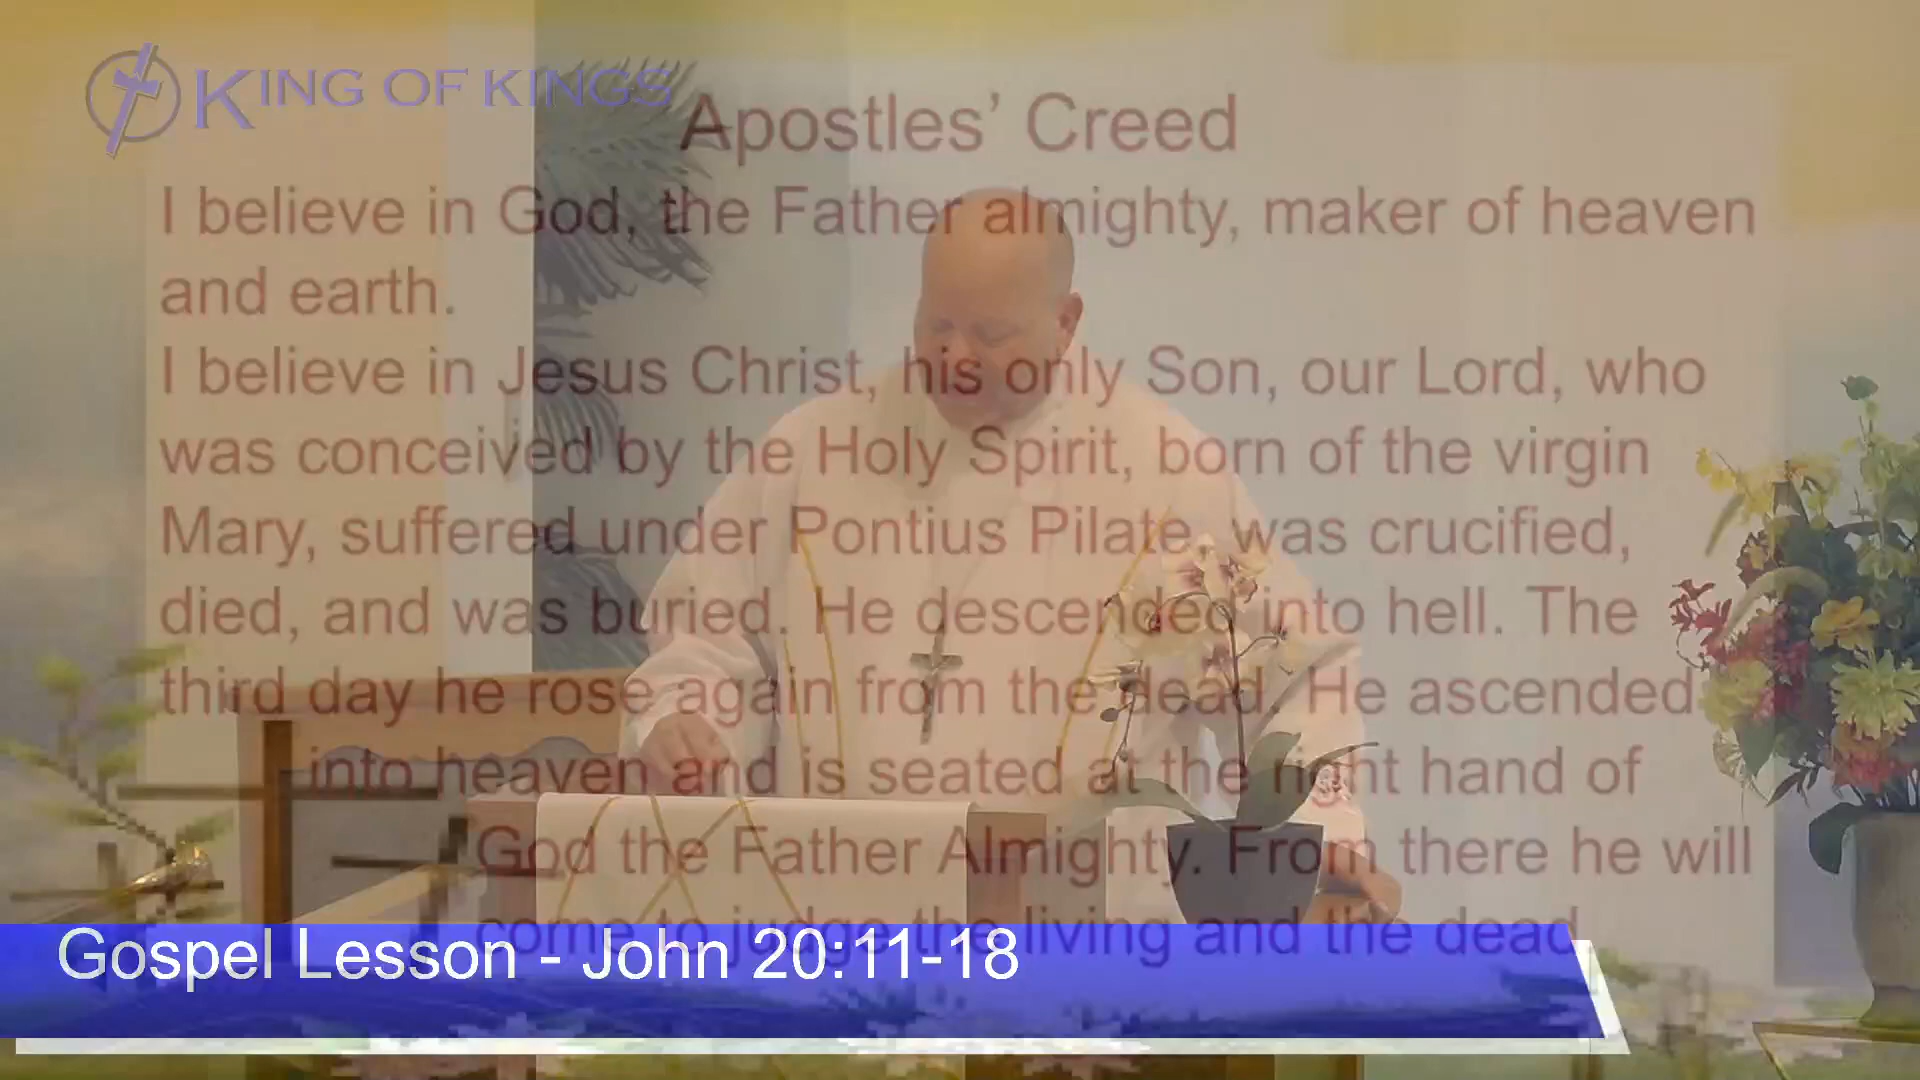 KING OF KINGS
Apostles’ Creed
I believe in God, the Father almighty, maker of heaven
and earth.
I believe in Jesus Christ, his only Son, our Lord, who
was conceived by the Holy Spirit, born of the virgin
Mary, suffered under Pontius Pilate, was crucified,
died, and was buried. He descended into hell. The
third day he rose again from the dead. He ascended
into heaven and is seated at the right hand of
God the Father Almighty. From there he will
come to judge the living and the dead.
Gospel Lesson - John 20:11-18